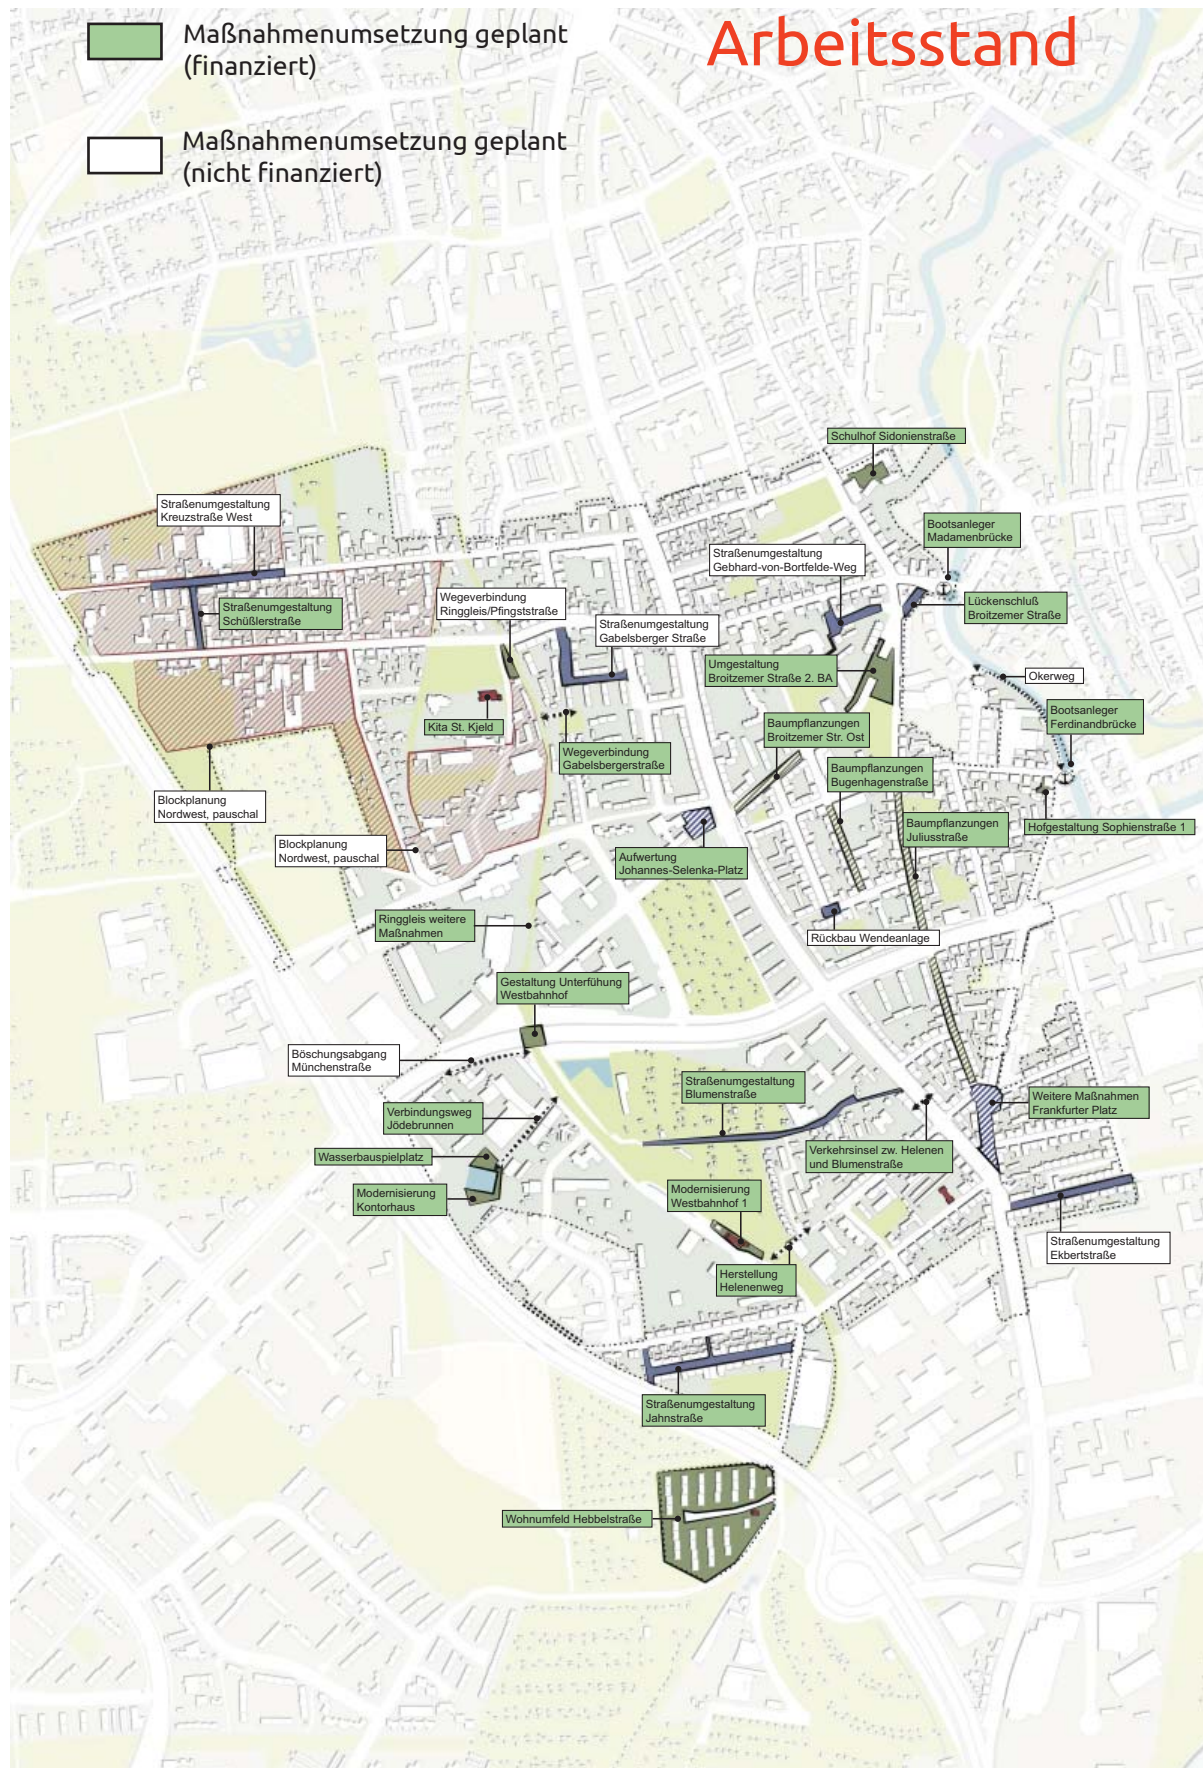 Maßnahmenumsetzung geplant
(finanziert)
Arbeitsstand
Maßnahmenumsetzung geplant
(nicht finanziert)
Schulhof Sidonienstraße
Straßenumgestaltung
Kreuzstraße West
Bootsanleger
Madamenbrücke
Straßenumgestaltung
Gebhard-von-Bortfelde-Weg
Straßenumgestaltung
Schüßlerstraße
Wegeverbindung
Ringgleis/Pfingststraße
Straßenumgestaltung
Gabelsberger Straße
Lückenschluß
Broitzemer Straße
Umgestaltung
Broitzemer Straße 2. BA
Okerweg
Bootsanleger
Ferdinandbrücke
Kita St. Kjeld
Baumpflanzungen
Broitzemer Str. Ost
Wegeverbindung
Gabelsbergerstraße
Baumpflanzungen
Bugenhagenstraße
Blockplanung
Nordwest, pauschal
Baumpflanzungen
Juliusstraße
Hofgestaltung Sophienstraße 1
Blockplanung
Nordwest, pauschal
Aufwertung
Johannes-Selenka-Platz
Ringgleis weitere
Maßnahmen
Rückbau Wendeanlage
Gestaltung Unterfühung
Westbahnhof
Böschungsabgang
Münchenstraße
Straßenumgestaltung
Blumenstraße
Weitere Maßnahmen
Frankfurter Platz
Verbindungsweg
Jödebrunnen
Verkehrsinsel zw. Helenen
und Blumenstraße
Wasserbauspielplatz
Modernisierung
Kontorhaus
Modernisierung
Westbahnhof 1
Straßenumgestaltung
Ekbertstraße
Herstellung
Helenenweg
Straßenumgestaltung
Jahnstraße
Wohnumfeld Hebbelstraße